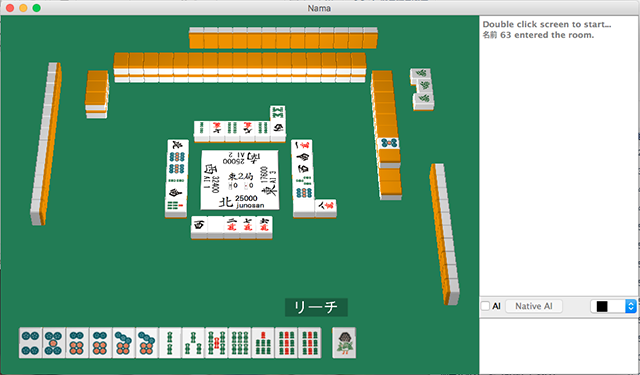 Nama
Double click screen to start...
名前 63 entered the room.
南
AI 2
25000
西
AI 1
32400
東2局
0 0
東
AI 3
17600
北
25000
junosan
リーチ
AI
Native AI